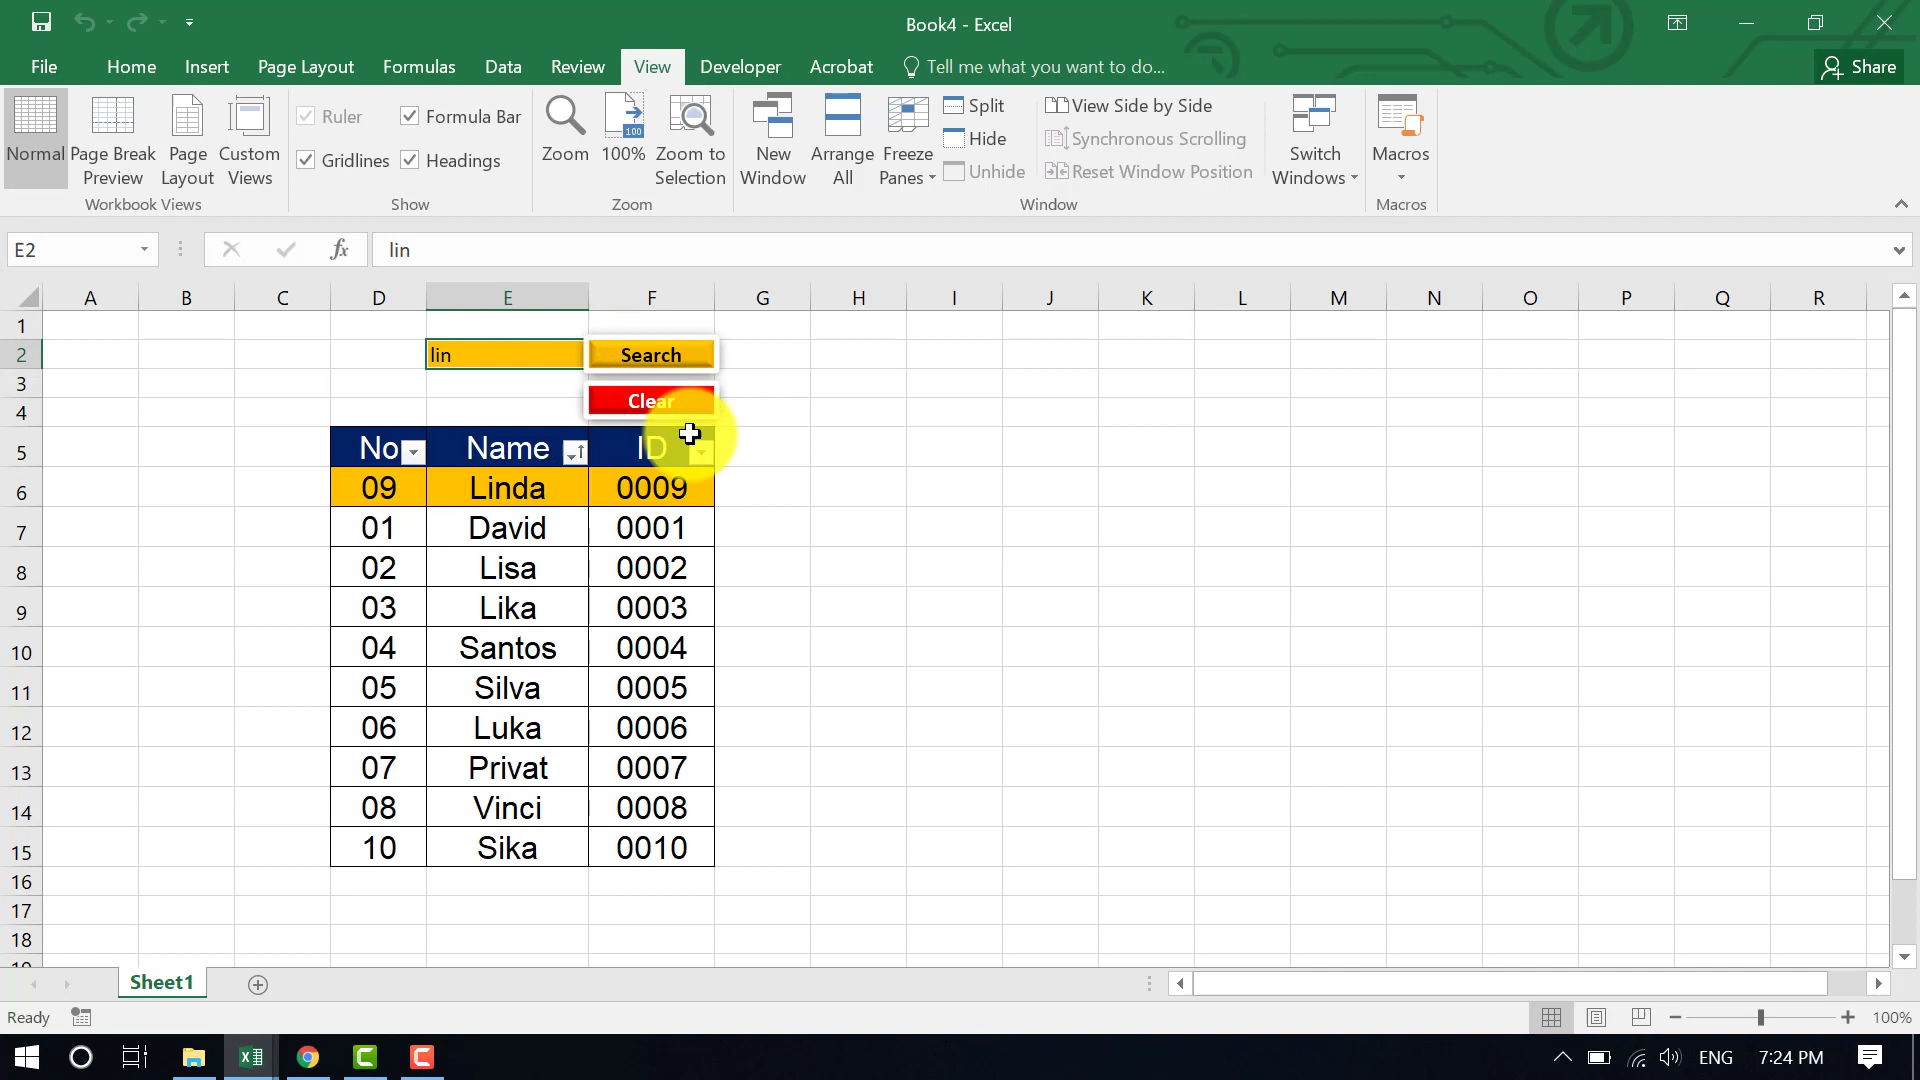 Book4 - Excel
File Home Insert Page Layout Formulas Data Review View Developer Acrobat Tell me what you want to do... Share
Normal Page Break Preview Page Layout Custom Views
Workbook Views
Ruler Formula Bar
Gridlines Headings
Show
Zoom 100% Zoom to Selection
100
Zoom
New Window Arrange All Freeze Panes
Split
Hide
Unhide
View Side by Side
Synchronous Scrolling
Reset Window Position
Switch Windows
Window
Macros
Macros
E2 fx lin
A B C D E F G H I J K L M N O P Q R
1
2 lin Search
3 Clear
4
5 No Name ID
6 09 Linda 0009
7 01 David 0001
8 02 Lisa 0002
9 03 Lika 0003
10 04 Santos 0004
11 05 Silva 0005
12 06 Luka 0006
13 07 Privat 0007
14 08 Vinci 0008
15 10 Sika 0010
16
17
18
Sheet1
Ready 100%
ENG 7:24 PM